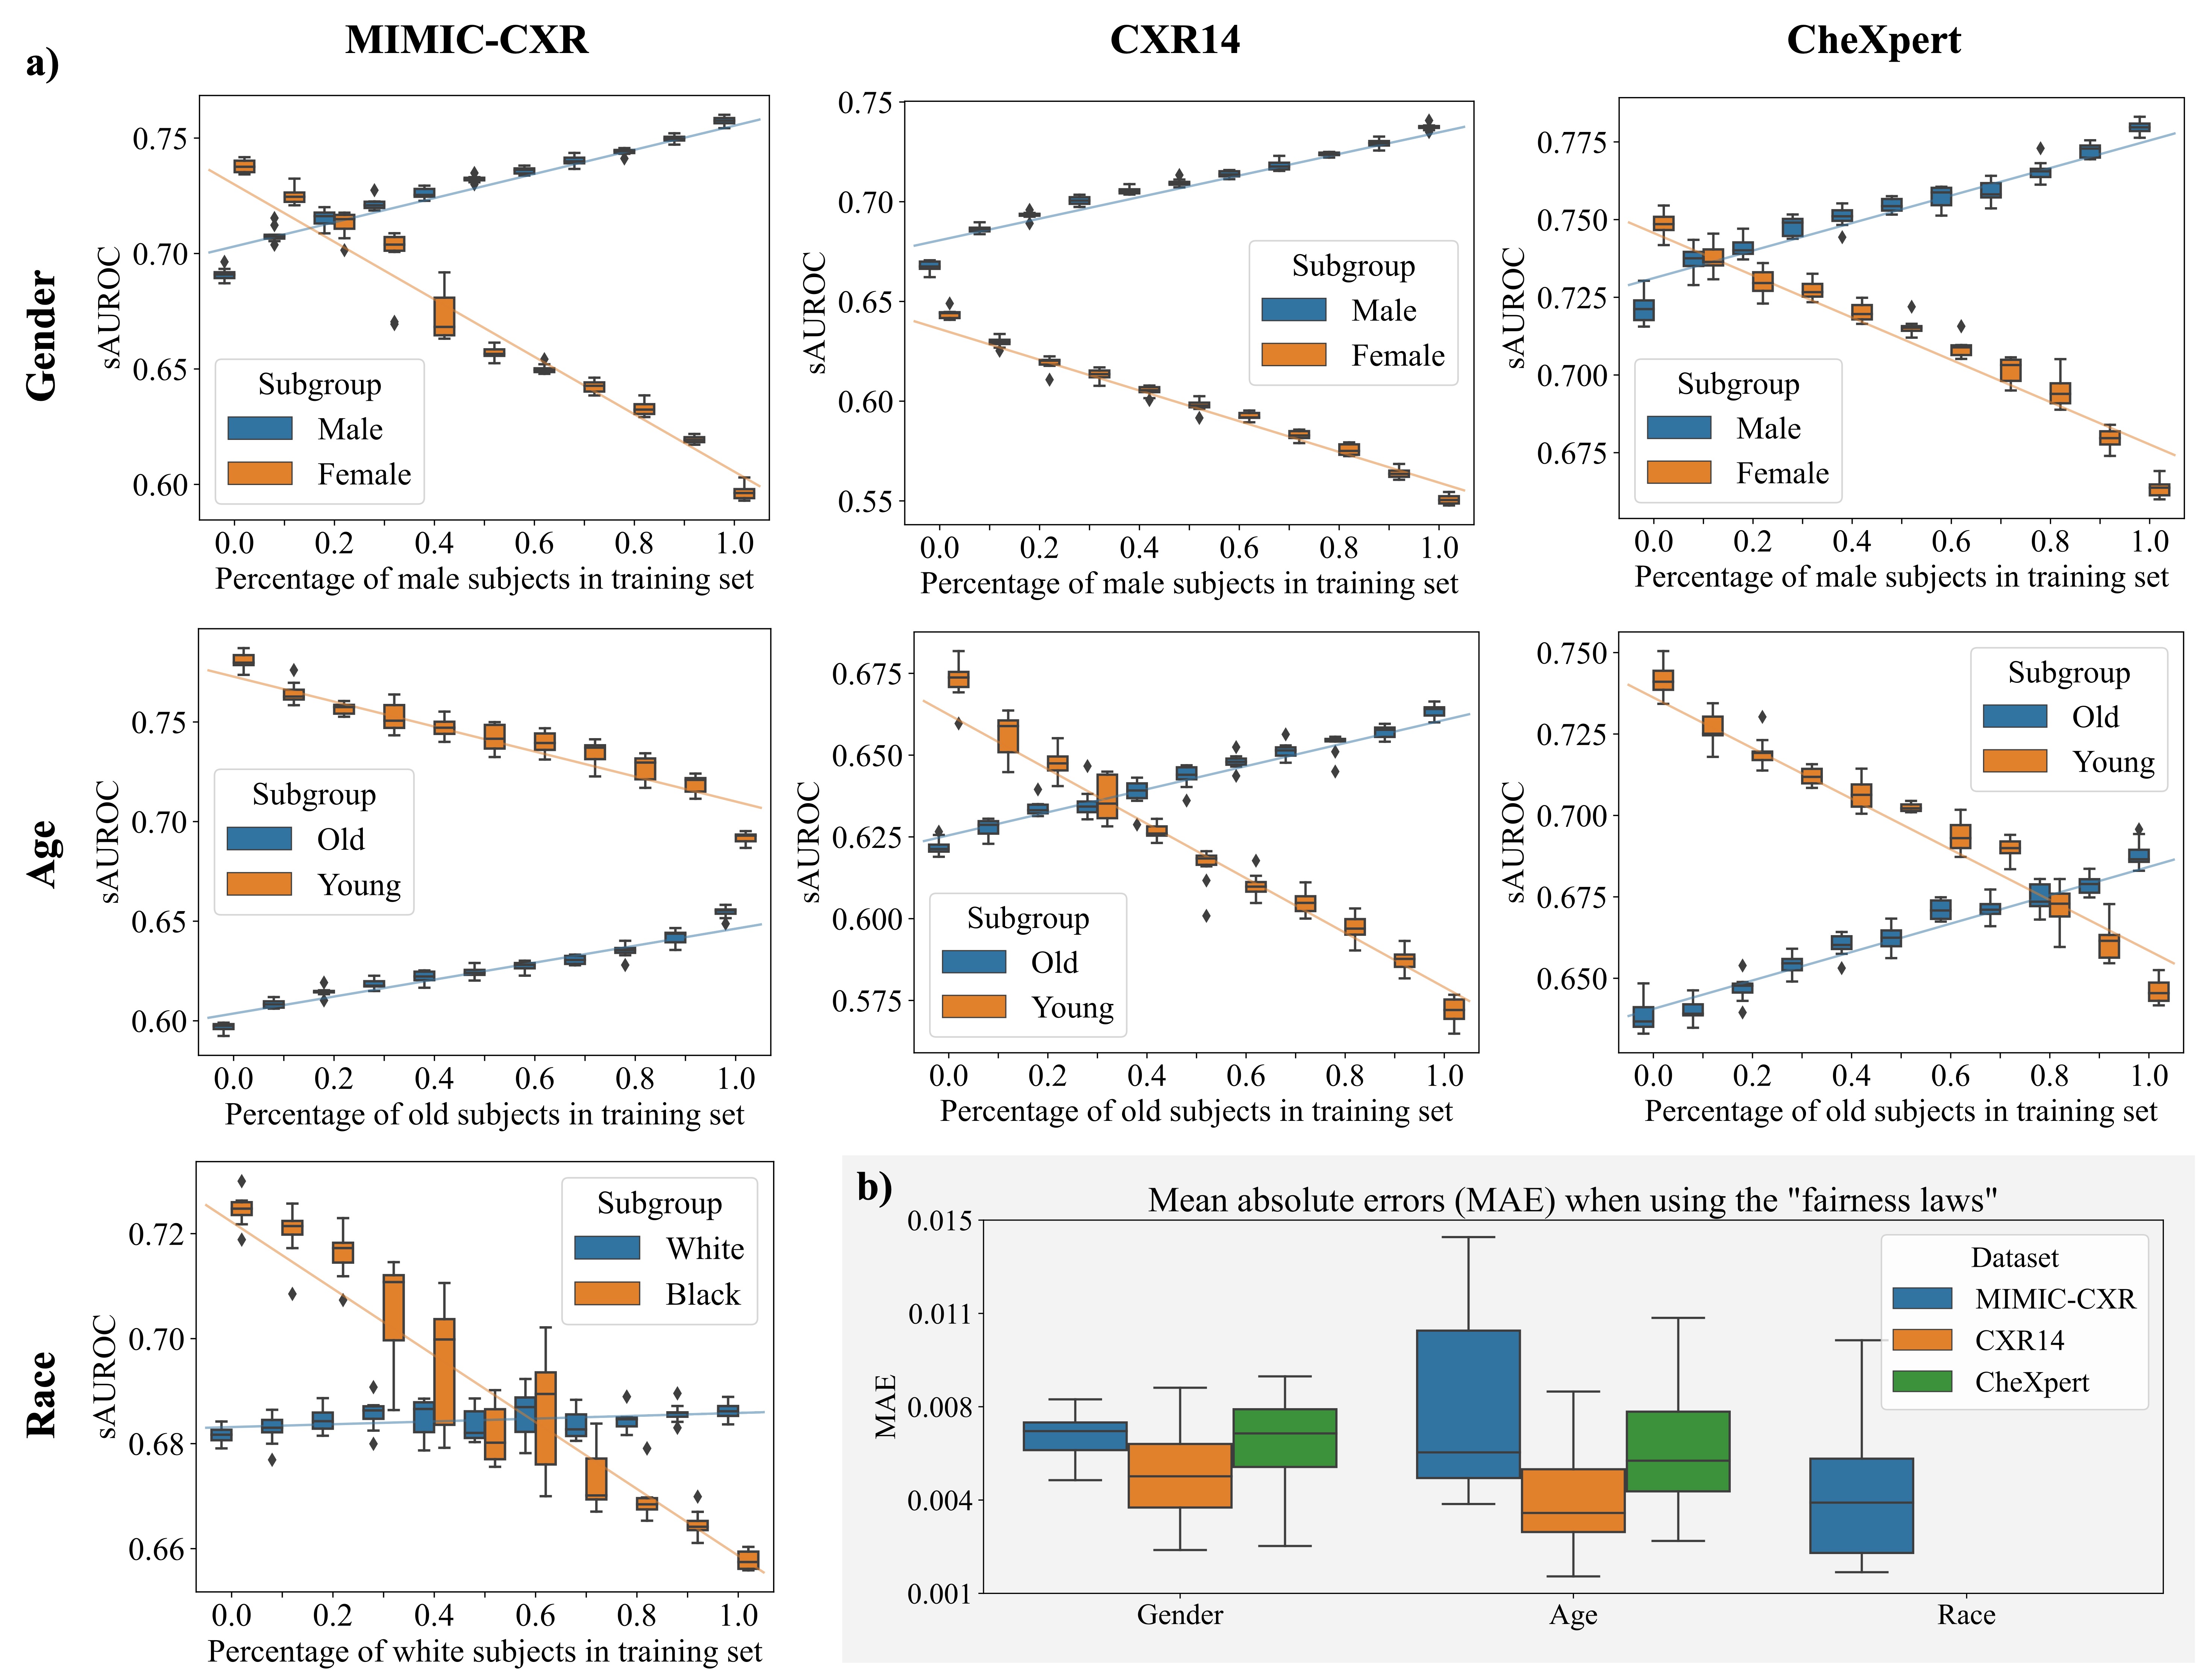 MIMIC-CXR CXR14 CheXpert
a)
Gender
sAUROC
0.75
0.70
0.65
0.60
Subgroup
Male
Female
0.0 0.2 0.4 0.6 0.8 1.0
Percentage of male subjects in training set
sAUROC
0.75
0.70
0.65
0.60
0.55
Subgroup
Male
Female
0.0 0.2 0.4 0.6 0.8 1.0
Percentage of male subjects in training set
sAUROC
0.775
0.750
0.725
0.700
0.675
Subgroup
Male
Female
0.0 0.2 0.4 0.6 0.8 1.0
Percentage of male subjects in training set
Age
sAUROC
0.75
0.70
0.65
0.60
Subgroup
Old
Young
0.0 0.2 0.4 0.6 0.8 1.0
Percentage of old subjects in training set
sAUROC
0.675
0.650
0.625
0.600
0.575
Subgroup
Old
Young
0.0 0.2 0.4 0.6 0.8 1.0
Percentage of old subjects in training set
sAUROC
0.750
0.725
0.700
0.675
0.650
Subgroup
Old
Young
0.0 0.2 0.4 0.6 0.8 1.0
Percentage of old subjects in training set
Race
sAUROC
0.72
0.70
0.68
0.66
Subgroup
White
Black
0.0 0.2 0.4 0.6 0.8 1.0
Percentage of white subjects in training set
b)
Mean absolute errors (MAE) when using the "fairness laws"
MAE
0.015
0.011
0.008
0.004
0.001
Dataset
MIMIC-CXR
CXR14
CheXpert
Gender Age Race